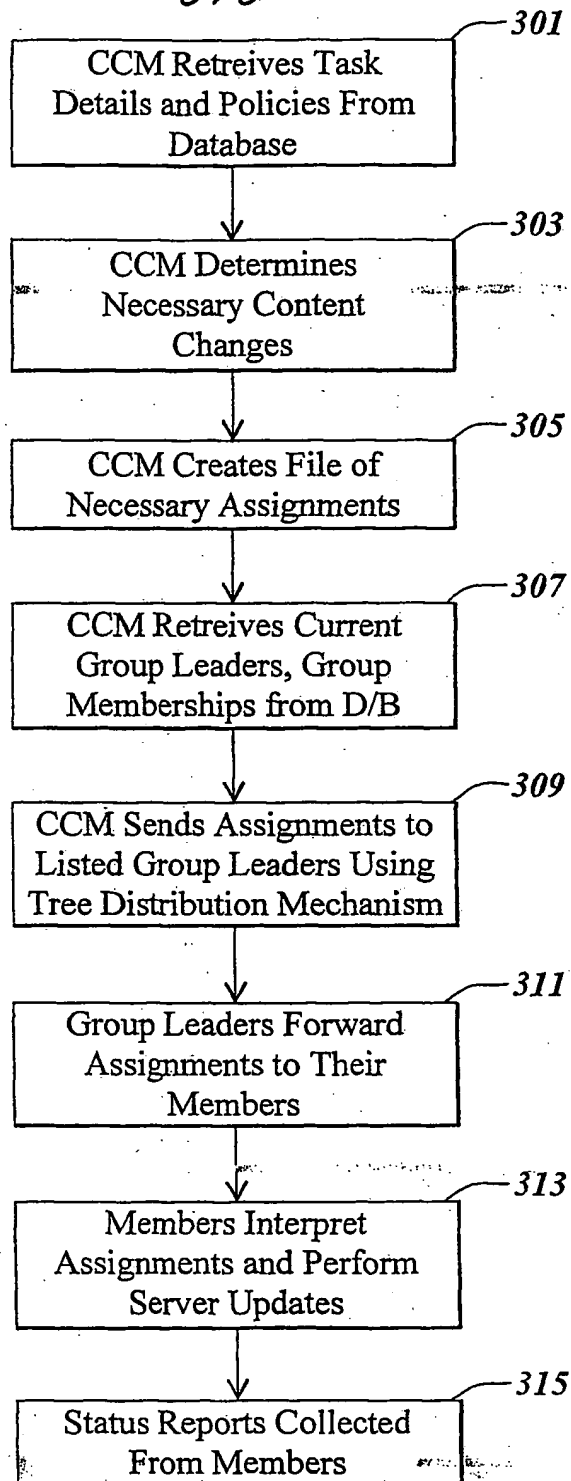 301
CCM Retreives Task
Details and Policies From
Database
303
CCM Determines
Necessary Content
Changes
305
CCM Creates File of
Necessary Assignments
307
CCM Retreives Current
Group Leaders, Group
Memberships from D/B
309
CCM Sends Assignments to
Listed Group Leaders Using
Tree Distribution Mechanism
311
Group Leaders Forward
Assignments to Their
Members
313
Members Interpret
Assignments and Perform
Server Updates
315
Status Reports Collected
From Members